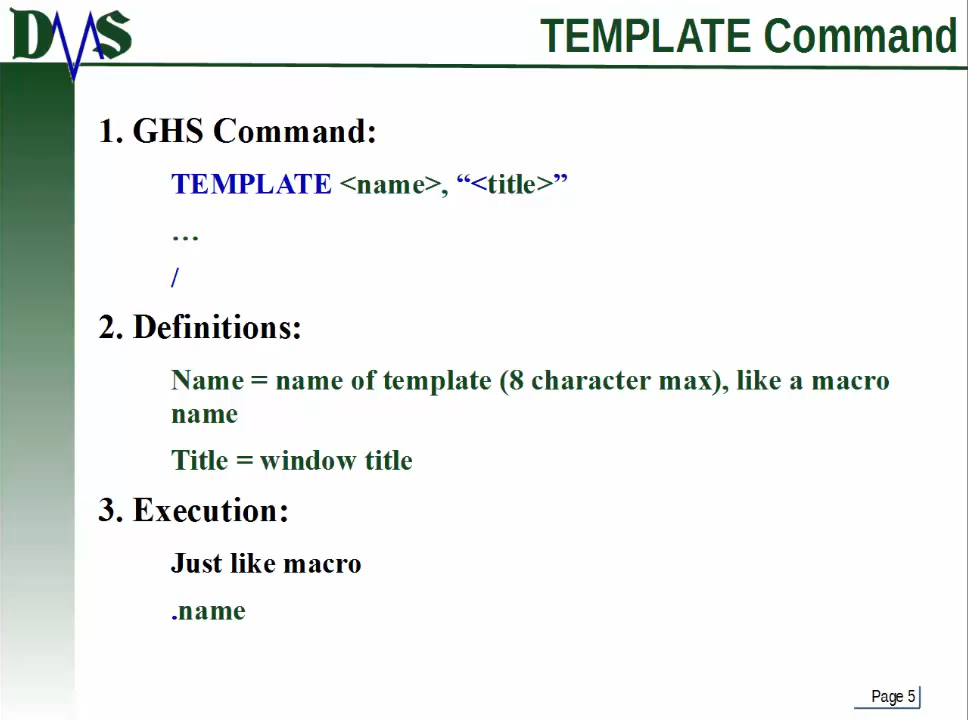 DMS
TEMPLATE Command
1. GHS Command:
TEMPLATE <name>, “<title>”
…
/
2. Definitions:
Name = name of template (8 character max), like a macro
name
Title = window title
3. Execution:
Just like macro
.name
Page 5